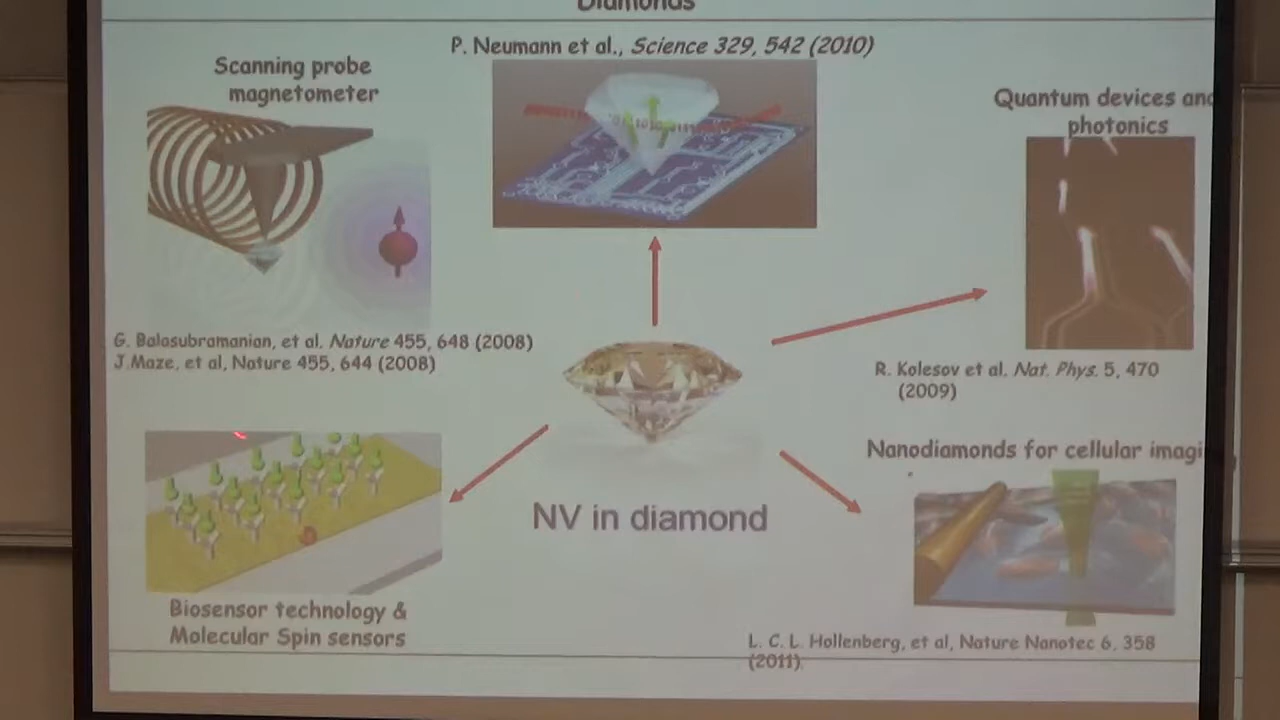 Diamonds
P. Neumann et al., Science 329, 542 (2010)
Scanning probe
magnetometer
Quantum devices and
photonics
G. Balasubramanian, et al. Nature 455, 648 (2008)
J.Maze, et al, Nature 455, 644 (2008)
R. Kolesov et al. Nat. Phys. 5, 470
(2009)
Nanodiamonds for cellular imagi
NV in diamond
Biosensor technology &
Molecular Spin sensors
L. C. L. Hollenberg, et al, Nature Nanotec 6, 358
(2011)